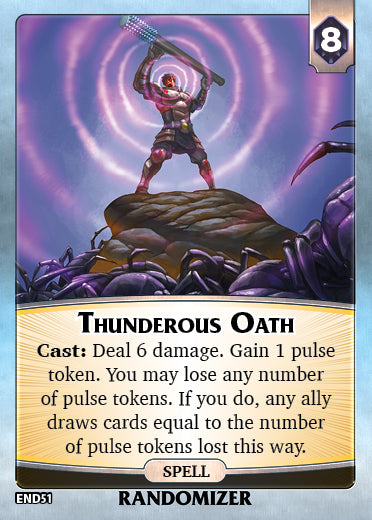 8
Thunderous Oath
Cast: Deal 6 damage. Gain 1 pulse
token. You may lose any number
of pulse tokens. If you do, any ally
draws cards equal to the number
of pulse tokens lost this way.
SPELL
END51
RANDOMIZER